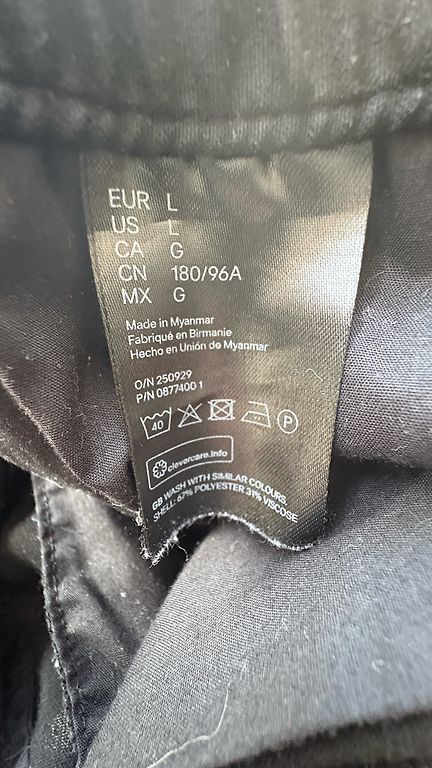 EUR L
US L
CA G
CN 180/96A
MX G
Made in Myanmar
Fabriqué en Birmanie
Hecho en Unión de Myanmar
O/N 250929
P/N 0877400 1
40 P
clevercare.info
GB WASH WITH SIMILAR COLOURS
SHELL: 67% POLYESTER 31% VISCOSE